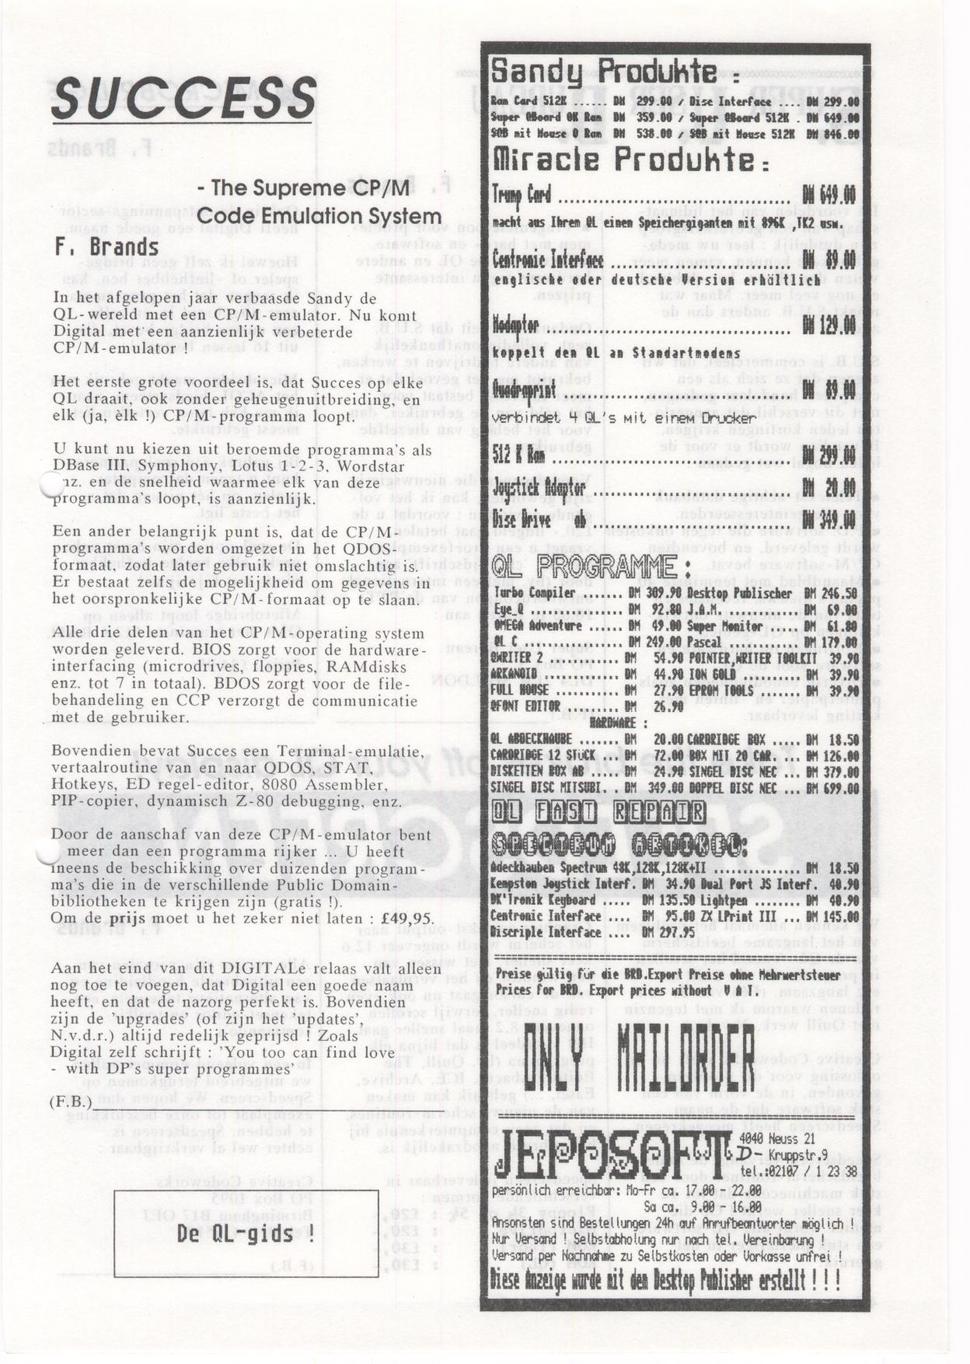 SUCCESS
- The Supreme CP/M
Code Emulation System
F. Brands
In het afgelopen jaar verbaasde Sandy de
QL-wereld met een CP/M-emulator. Nu komt
Digital met een aanzienlijk verbeterde
CP/M-emulator !
Het eerste grote voordeel is, dat Succes op elke
QL draait, ook zonder geheugenuitbreiding, en
elk (ja, èlk !) CP/M-programma loopt.
U kunt nu kiezen uit beroemde programma's als
DBase III, Symphony, Lotus 1-2-3, Wordstar
nz. en de snelheid waarmee elk van deze
programma's loopt, is aanzienlijk.
Een ander belangrijk punt is, dat de CP/M-
programma's worden omgezet in het QDOS-
formaat, zodat later gebruik niet omslachtig is.
Er bestaat zelfs de mogelijkheid om gegevens in
het oorspronkelijke CP/M-formaat op te slaan.
Alle drie delen van het CP/M-operating system
worden geleverd. BIOS zorgt voor de hardware-
interfacing (microdrives, floppies, RAMdisks
enz. tot 7 in totaal). BDOS zorgt voor de file-
behandeling en CCP verzorgt de communicatie
met de gebruiker.
Bovendien bevat Succes een Terminal-emulatie,
vertaalroutine van en naar QDOS, STAT,
Hotkeys, ED regel-editor, 8080 Assembler,
PIP-copier, dynamisch Z-80 debugging, enz.
Door de aanschaf van deze CP/M-emulator bent
meer dan een programma rijker ... U heeft
ineens de beschikking over duizenden program-
ma's die in de verschillende Public Domain-
bibliotheken te krijgen zijn (gratis !).
Om de prijs moet u het zeker niet laten : £49,95.
Aan het eind van dit DIGITALe relaas valt alleen
nog toe te voegen, dat Digital een goede naam
heeft, en dat de nazorg perfekt is. Bovendien
zijn de 'upgrades' (of zijn het 'updates',
N.v.d.r.) altijd redelijk geprijsd ! Zoals
Digital zelf schrijft : 'You too can find love
- with DP's super programmes'
(F.B.)
De QL-gids !
Sandy Produkte :
Ram Card 512K ...... DM 299.00 / Disc Interface .... DM 299.00
Super QBoard 0K Ram DM 359.00 / Super QBoard 512K . DM 649.00
SQB mit Mouse 0 Ram DM 538.00 / SQB mit Mouse 512K DM 846.00
Miracle Produkte :
Trump Card ........ DM 649.00
macht aus Ihrem QL einen Speichergiganten mit 896K ,TK2 usw.
Centronic Interface ........ DM 89.00
englische oder deutsche Version erhältlich
Modaptor ........ DM 129.00
koppelt den QL an Standartmodems
Quadraprint ........ DM 89.00
verbindet 4 QL's mit einem Drucker
512 K Ram ........ DM 299.00
Joystick Adaptor ........ DM 20.00
Disc Drive ab ........ DM 349.00
QL PROGRAMME :
Turbo Compiler ....... DM 309.90 Desktop Publischer DM 246.50
Eye_Q ................ DM 92.80 J.A.M. ........... DM 69.00
OMEGA Adventure ...... DM 49.00 Super Monitor .... DM 61.80
QL C ................. DM 249.00 Pascal ........... DM 179.00
QWRITER 2 ............ DM 54.90 POINTER,WRITER TOOLKIT 39.90
ARKANOID ............. DM 44.90 ION GOLD ......... DM 39.90
FULL HOUSE ........... DM 27.90 EPROM TOOLS ...... DM 39.90
QFONT EDITOR ......... DM 26.90
HARDWARE :
QL ABDECKHAUBE ....... DM 20.00 CARDRIDGE BOX .... DM 18.50
CARDRIDGE 12 STüCK ... DM 72.00 BOX MIT 20 CAR. .. DM 126.00
DISKETTEN BOX AB ..... DM 24.90 SINGEL DISC NEC .. DM 379.00
SINGEL DISC MITSUBI. . DM 349.00 DOPPEL DISC NEC ... DM 699.00
QL FAST REPAIR
SPECTRUM ARTIKEL:
Adeckhauben Spectrum 48K,128K,128K+II ............ DM 18.50
Kempston Joystick Interf. DM 34.90 Dual Port JS Interf. 40.90
DK'Tronik Keyboard ..... DM 135.50 Lightpen ........ DM 40.90
Centronic Interface .... DM 95.00 ZX LPrint III ... DM 145.00
Discriple Interface .... DM 297.95
Preise gültig für die BRD.Export Preise ohne Mehrwertsteuer
Prices for BRD. Export prices without V A T.
ONLY MAILORDER
JEPOSOFT
4040 Neuss 21
D- Kruppstr.9
tel.:02107 / 1 23 38
persönlich erreichbar: Mo-Fr ca. 17.00 - 22.00
Sa ca. 9.00 - 16.00
Ansonsten sind Bestellungen 24h auf Anrufbeantworter möglich !
Nur Versand ! Selbstabholung nur nach tel. Vereinbarung !
Versand per Nachnahme zu Selbstkosten oder Vorkasse unfrei !
Diese Anzeige wurde mit dem Desktop Publisher erstellt ! ! !